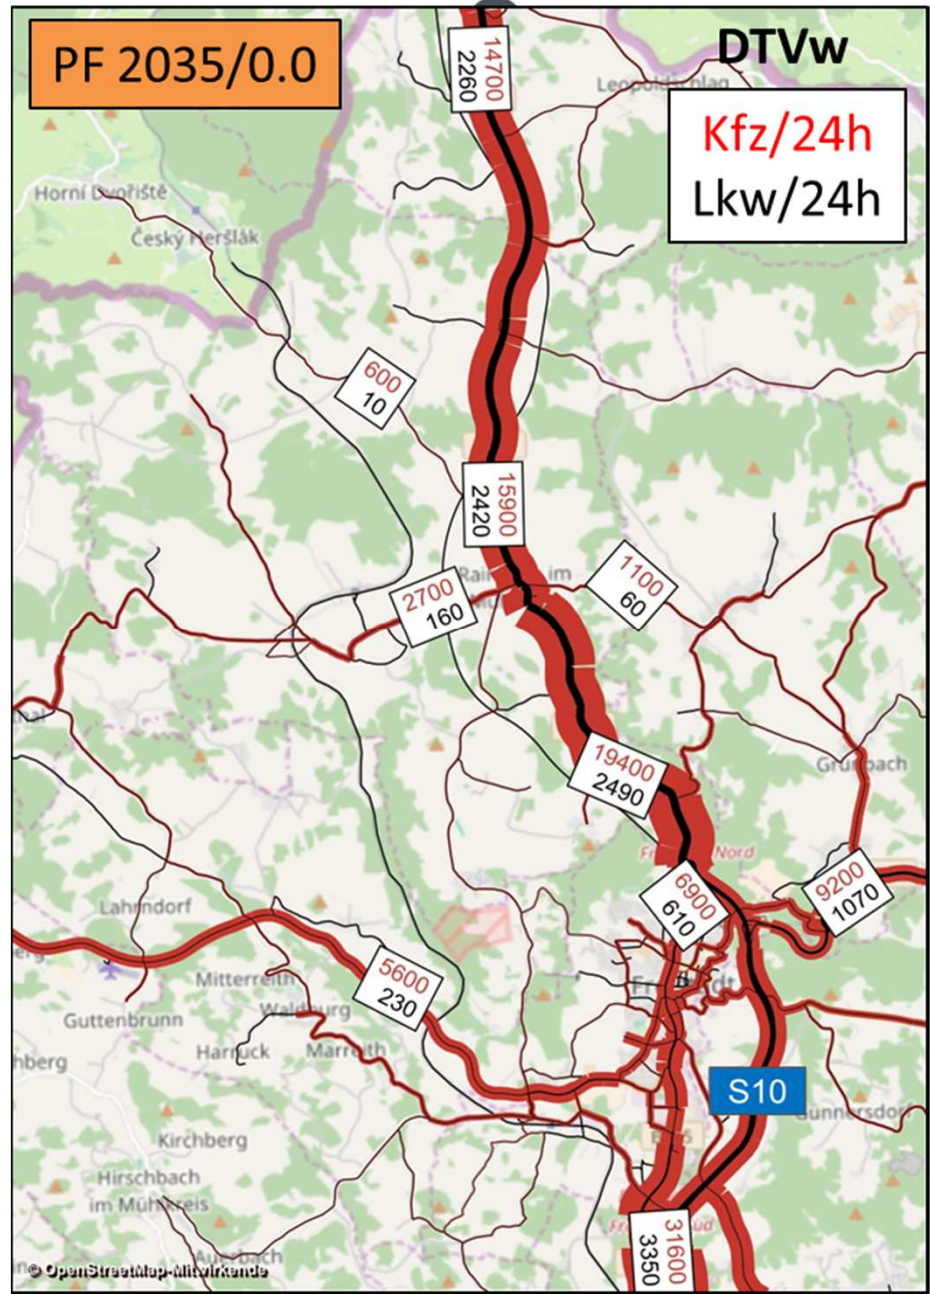 PF 2035/0.0
DTVw
Kfz/24h
Lkw/24h
14700
2260
Leopoldschlag
Horní Dvořiště
Český Heršlák
600
10
15900
2420
im
1100
60
2700
160
19400
2490
Grünbach
Nord
6900
610
9200
1070
Lahrndorf
5600
230
Mitterreith
Waldburg
Guttenbrunn
Harruck
Marreith
S10
Gunnersdorf
Kirchberg
Hirschbach
im Mühlkreis
31600
3350
Auerbach
© OpenStreetMap-Mitwirkende